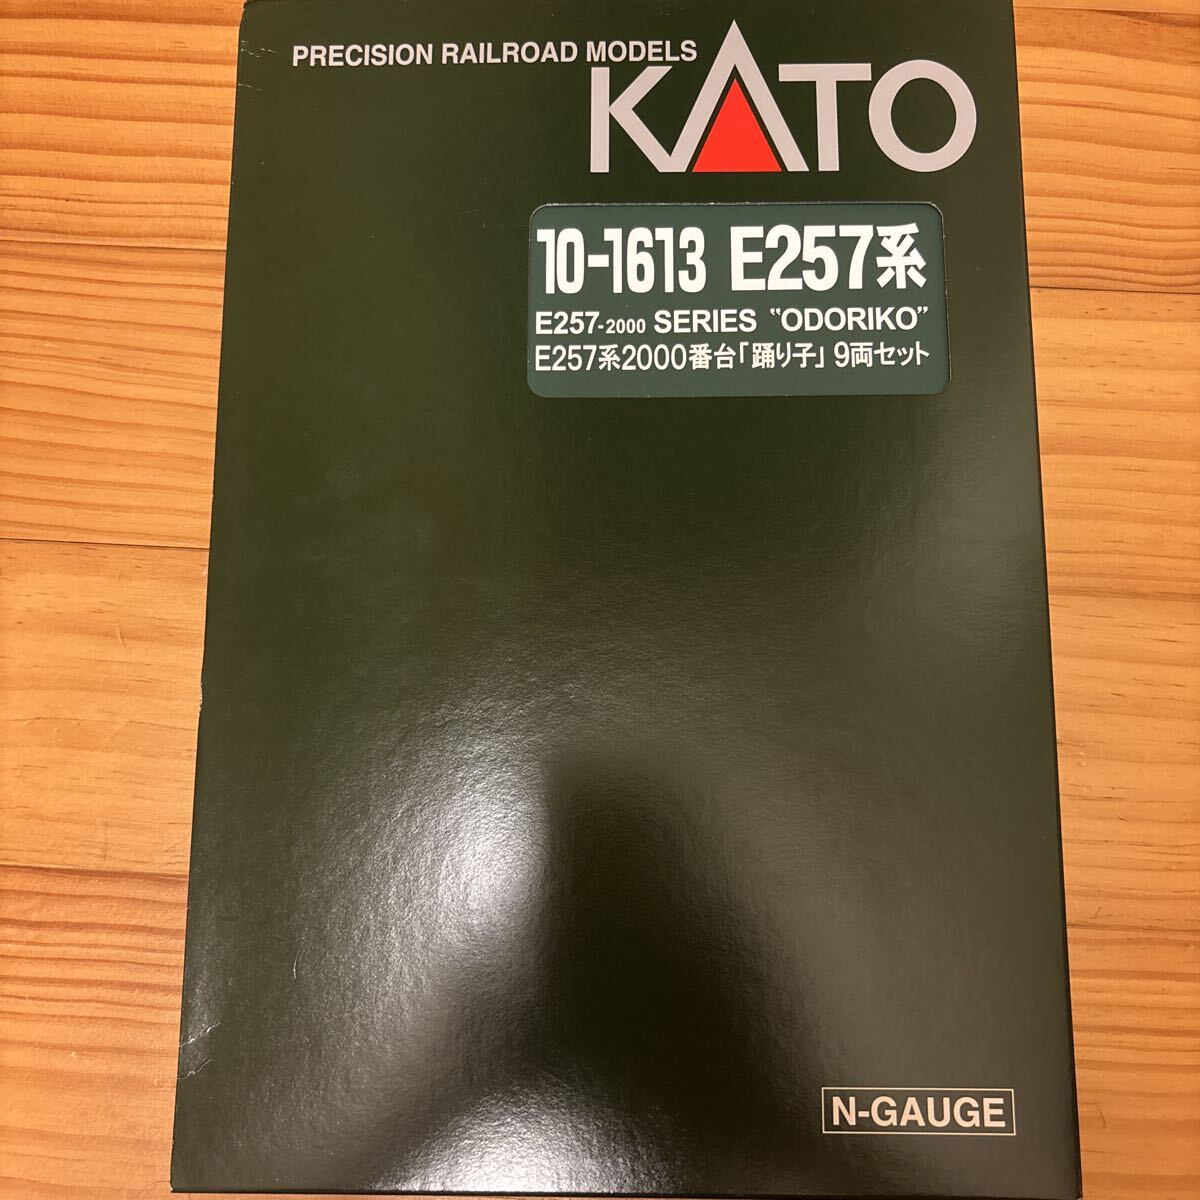 PRECISION RAILROAD MODELS
KATO
10-1613 E257系
E257-2000 SERIES “ODORIKO”
E257系2000番台「踊り子」9両セット
N-GAUGE